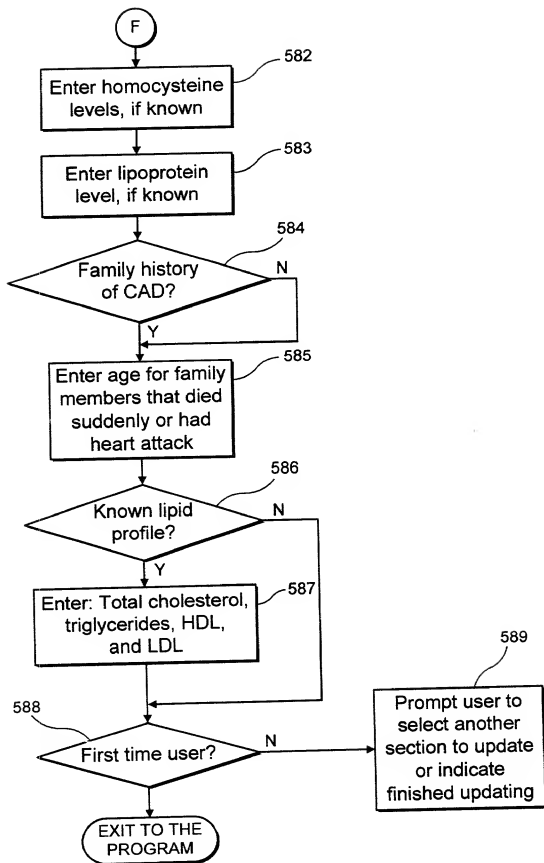 F
582
Enter homocysteine
levels, if known
583
Enter lipoprotein
level, if known
584
Family history
of CAD?
N
Y
585
Enter age for family
members that died
suddenly or had
heart attack
586
Known lipid
profile?
N
Y
587
Enter: Total cholesterol,
triglycerides, HDL,
and LDL
588
First time user?
N
589
Prompt user to
select another
section to update
or indicate
finished updating
Y
EXIT TO THE
PROGRAM